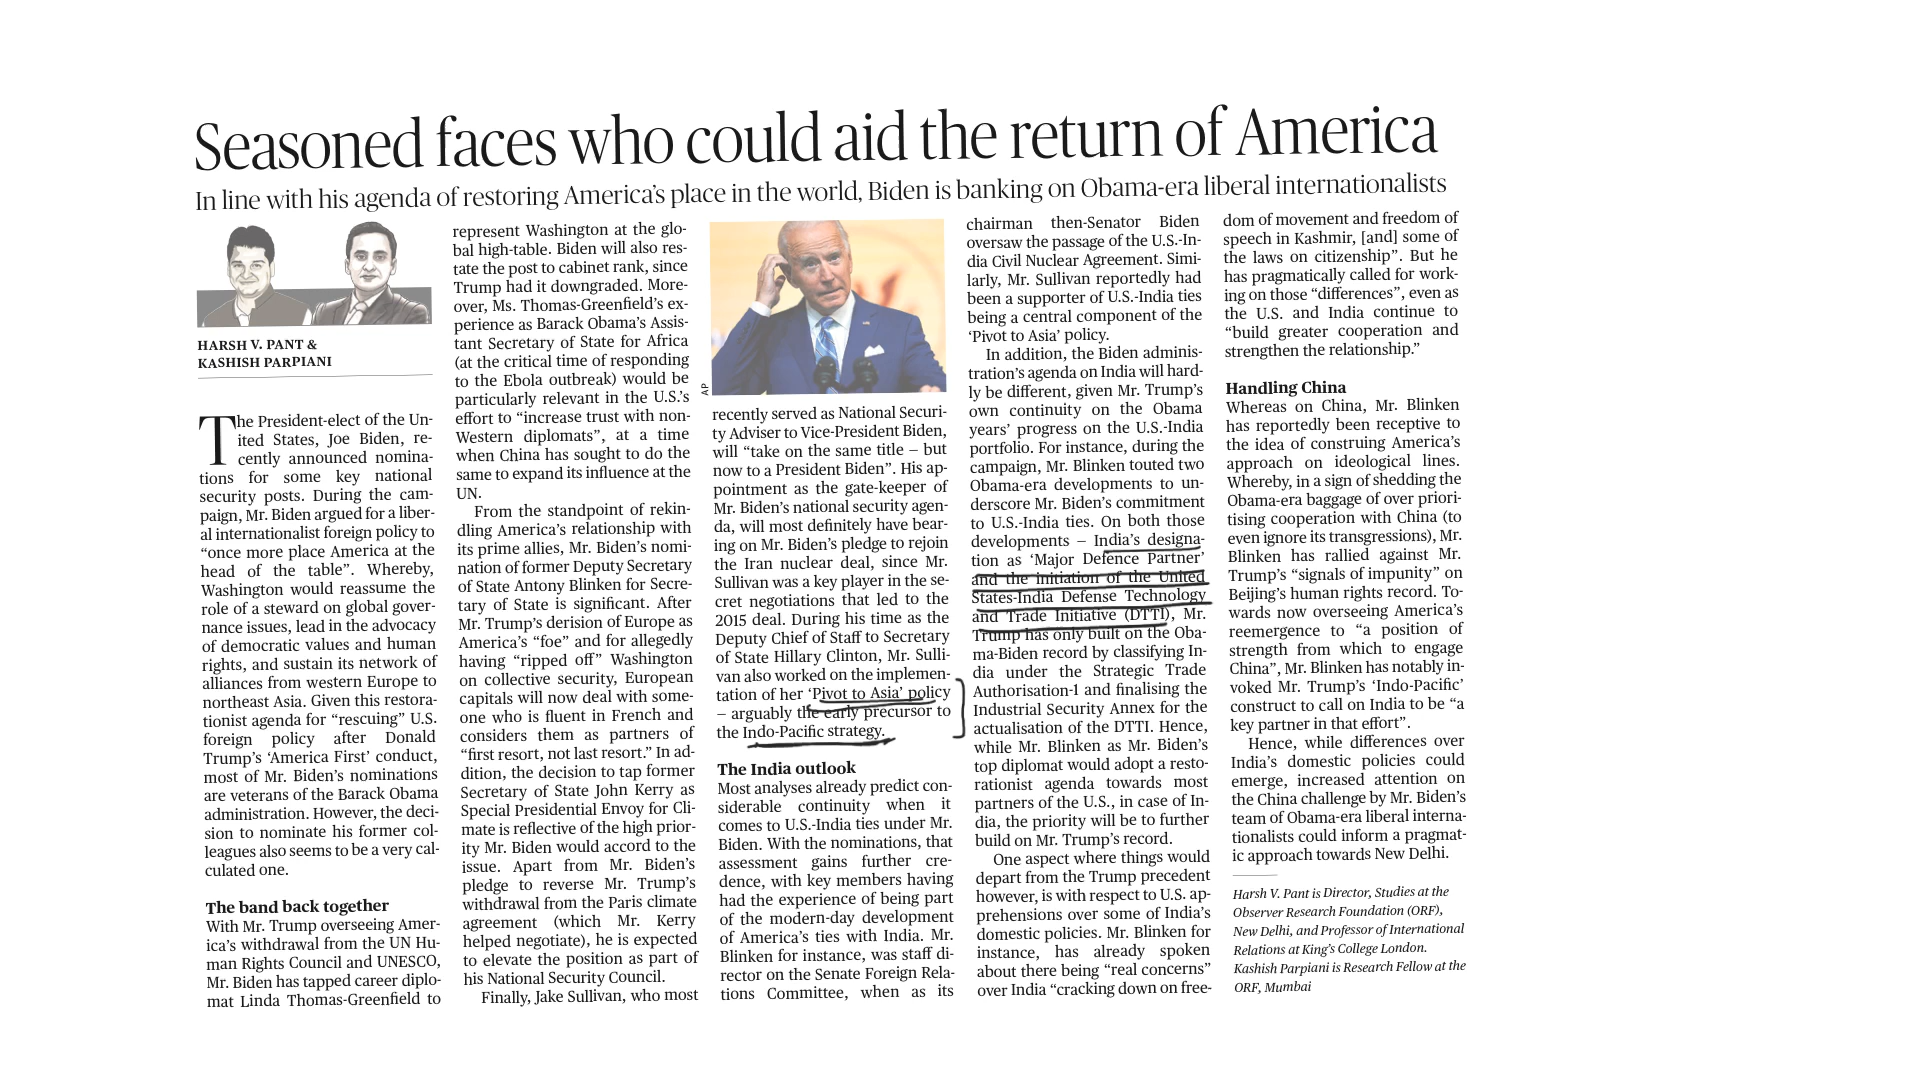 Seasoned faces who could aid the return of America
In line with his agenda of restoring America's place in the world, Biden is banking on Obama-era liberal internationalists
HARSH V. PANT &
KASHISH PARPIANI
The President-elect of the Un-
ited States, Joe Biden, re-
cently announced nomina-
tions for some key national
security posts. During the cam-
paign, Mr. Biden argued for a liber-
al internationalist foreign policy to
“once more place America at the
head of the table”. Whereby,
Washington would reassume the
role of a steward on global gover-
nance issues, lead in the advocacy
of democratic values and human
rights, and sustain its network of
alliances from western Europe to
northeast Asia. Given this restora-
tionist agenda for “rescuing” U.S.
foreign policy after Donald
Trump's ‘America First’ conduct,
most of Mr. Biden's nominations
are veterans of the Barack Obama
administration. However, the deci-
sion to nominate his former col-
leagues also seems to be a very cal-
culated one.
The band back together
With Mr. Trump overseeing Amer-
ica's withdrawal from the UN Hu-
man Rights Council and UNESCO,
Mr. Biden has tapped career diplo-
mat Linda Thomas-Greenfield to
represent Washington at the glo-
bal high-table. Biden will also res-
tate the post to cabinet rank, since
Trump had it downgraded. More-
over, Ms. Thomas-Greenfield's ex-
perience as Barack Obama's Assis-
tant Secretary of State for Africa
(at the critical time of responding
to the Ebola outbreak) would be
particularly relevant in the U.S.'s
effort to “increase trust with non-
Western diplomats”, at a time
when China has sought to do the
same to expand its influence at the
UN.
From the standpoint of rekin-
dling America's relationship with
its prime allies, Mr. Biden's nomi-
nation of former Deputy Secretary
of State Antony Blinken for Secre-
tary of State is significant. After
Mr. Trump's derision of Europe as
America's “foe” and for allegedly
having “ripped off” Washington
on collective security, European
capitals will now deal with some-
one who is fluent in French and
considers them as partners of
“first resort, not last resort.” In ad-
dition, the decision to tap former
Secretary of State John Kerry as
Special Presidential Envoy for Cli-
mate is reflective of the high prior-
ity Mr. Biden would accord to the
issue. Apart from Mr. Biden's
pledge to reverse Mr. Trump's
withdrawal from the Paris climate
agreement (which Mr. Kerry
helped negotiate), he is expected
to elevate the position as part of
his National Security Council.
Finally, Jake Sullivan, who most
AP
recently served as National Securi-
ty Adviser to Vice-President Biden,
will “take on the same title – but
now to a President Biden”. His ap-
pointment as the gate-keeper of
Mr. Biden's national security agen-
da, will most definitely have bear-
ing on Mr. Biden's pledge to rejoin
the Iran nuclear deal, since Mr.
Sullivan was a key player in the se-
cret negotiations that led to the
2015 deal. During his time as the
Deputy Chief of Staff to Secretary
of State Hillary Clinton, Mr. Sulli-
van also worked on the implemen-
tation of her ‘Pivot to Asia’ policy
– arguably the early precursor to
the Indo-Pacific strategy.
The India outlook
Most analyses already predict con-
siderable continuity when it
comes to U.S.-India ties under Mr.
Biden. With the nominations, that
assessment gains further cre-
dence, with key members having
had the experience of being part
of the modern-day development
of America's ties with India. Mr.
Blinken for instance, was staff di-
rector on the Senate Foreign Rela-
tions Committee, when as its
chairman then-Senator Biden
oversaw the passage of the U.S.-In-
dia Civil Nuclear Agreement. Simi-
larly, Mr. Sullivan reportedly had
been a supporter of U.S.-India ties
being a central component of the
‘Pivot to Asia’ policy.
In addition, the Biden adminis-
tration's agenda on India will hard-
ly be different, given Mr. Trump's
own continuity on the Obama
years' progress on the U.S.-India
portfolio. For instance, during the
campaign, Mr. Blinken touted two
Obama-era developments to un-
derscore Mr. Biden's commitment
to U.S.-India ties. On both those
developments – India's designa-
tion as ‘Major Defence Partner’
and the initiation of the United
States-India Defense Technology
and Trade Initiative (DTTI), Mr.
Trump has only built on the Oba-
ma-Biden record by classifying In-
dia under the Strategic Trade
Authorisation-1 and finalising the
Industrial Security Annex for the
actualisation of the DTTI. Hence,
while Mr. Blinken as Mr. Biden's
top diplomat would adopt a resto-
rationist agenda towards most
partners of the U.S., in case of In-
dia, the priority will be to further
build on Mr. Trump's record.
One aspect where things would
depart from the Trump precedent
however, is with respect to U.S. ap-
prehensions over some of India's
domestic policies. Mr. Blinken for
instance, has already spoken
about there being “real concerns”
over India “cracking down on free-
dom of movement and freedom of
speech in Kashmir, [and] some of
the laws on citizenship”. But he
has pragmatically called for work-
ing on those “differences”, even as
the U.S. and India continue to
“build greater cooperation and
strengthen the relationship.”
Handling China
Whereas on China, Mr. Blinken
has reportedly been receptive to
the idea of construing America's
approach on ideological lines.
Whereby, in a sign of shedding the
Obama-era baggage of over priori-
tising cooperation with China (to
even ignore its transgressions), Mr.
Blinken has rallied against Mr.
Trump's “signals of impunity” on
Beijing's human rights record. To-
wards now overseeing America's
reemergence to “a position of
strength from which to engage
China”, Mr. Blinken has notably in-
voked Mr. Trump's ‘Indo-Pacific’
construct to call on India to be “a
key partner in that effort”.
Hence, while differences over
India's domestic policies could
emerge, increased attention on
the China challenge by Mr. Biden's
team of Obama-era liberal interna-
tionalists could inform a pragmat-
ic approach towards New Delhi.
Harsh V. Pant is Director, Studies at the
Observer Research Foundation (ORF),
New Delhi, and Professor of International
Relations at King's College London.
Kashish Parpiani is Research Fellow at the
ORF, Mumbai